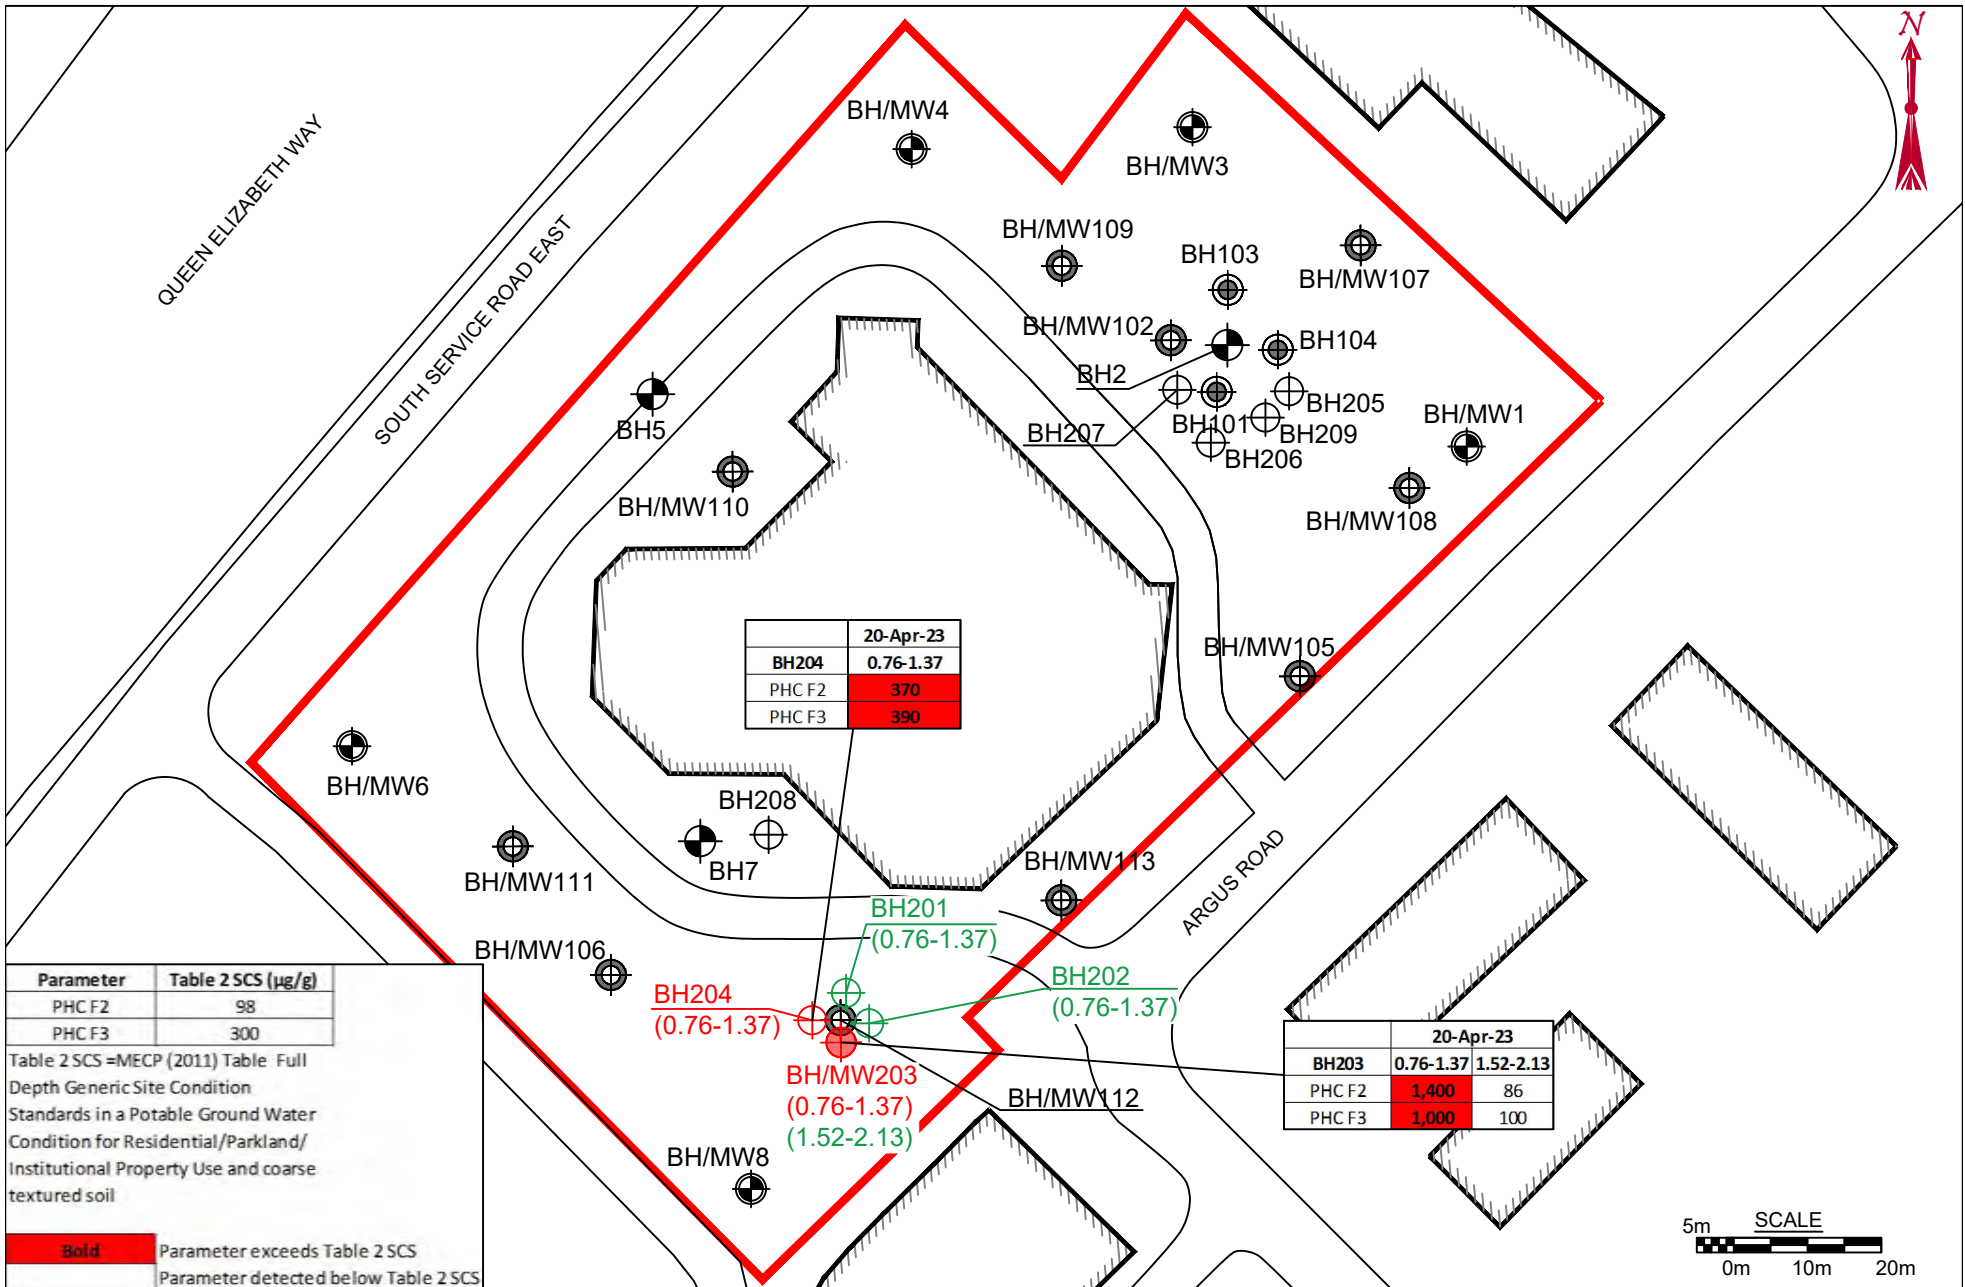 N
QUEEN ELIZABETH WAY
SOUTH SERVICE ROAD EAST
BH/MW4
BH/MW3
BH/MW109
BH103
BH/MW107
BH/MW102
BH104
BH2
BH205
BH101
BH/MW1
BH5
BH207
BH209
BH206
BH/MW110
BH/MW108
BH/MW105
20-Apr-23
BH204 0.76-1.37
PHC F2 370
PHC F3 390
BH/MW6
BH208
BH7
BH/MW111
BH/MW113
ARGUS ROAD
BH201
(0.76-1.37)
BH/MW106
BH202
(0.76-1.37)
BH204
(0.76-1.37)
BH/MW203
(0.76-1.37)
(1.52-2.13)
BH/MW112
20-Apr-23
BH203 0.76-1.37 1.52-2.13
PHC F2 1,400 86
PHC F3 1,000 100
BH/MW8
Parameter Table 2 SCS (µg/g)
PHC F2 98
PHC F3 300
Table 2 SCS =MECP (2011) Table Full
Depth Generic Site Condition
Standards in a Potable Ground Water
Condition for Residential/Parkland/
Institutional Property Use and coarse
textured soil
Bold Parameter exceeds Table 2 SCS
Parameter detected below Table 2 SCS
5m SCALE
0m 10m 20m